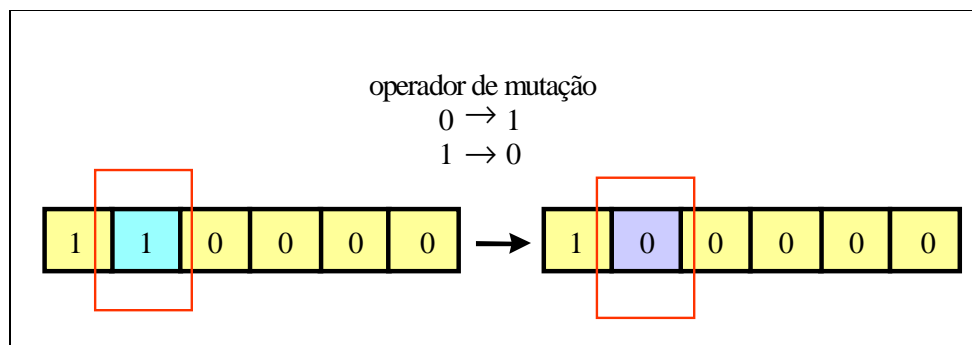 operador de mutação
0 → 1
1 → 0
1 1 0 0 0 0 → 1 0 0 0 0 0